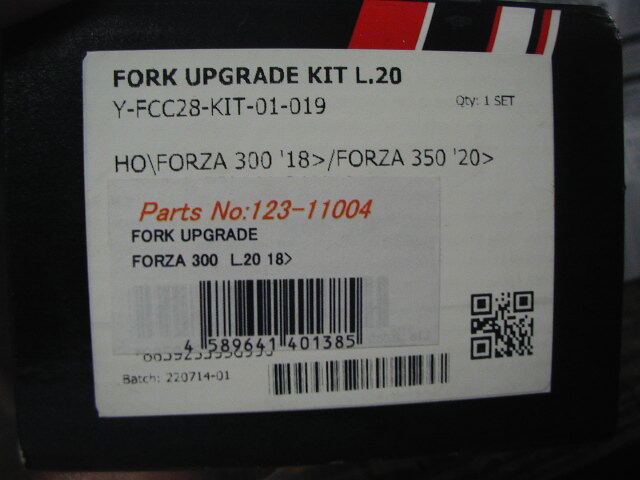 FORK UPGRADE KIT L.20
Y-FCC28-KIT-01-019
Qty: 1 SET
HO\FORZA 300 '18>/FORZA 350 '20>
Parts No:123-11004
FORK UPGRADE
FORZA 300 L.20 18>
4 589641 401385
Batch: 220714-01